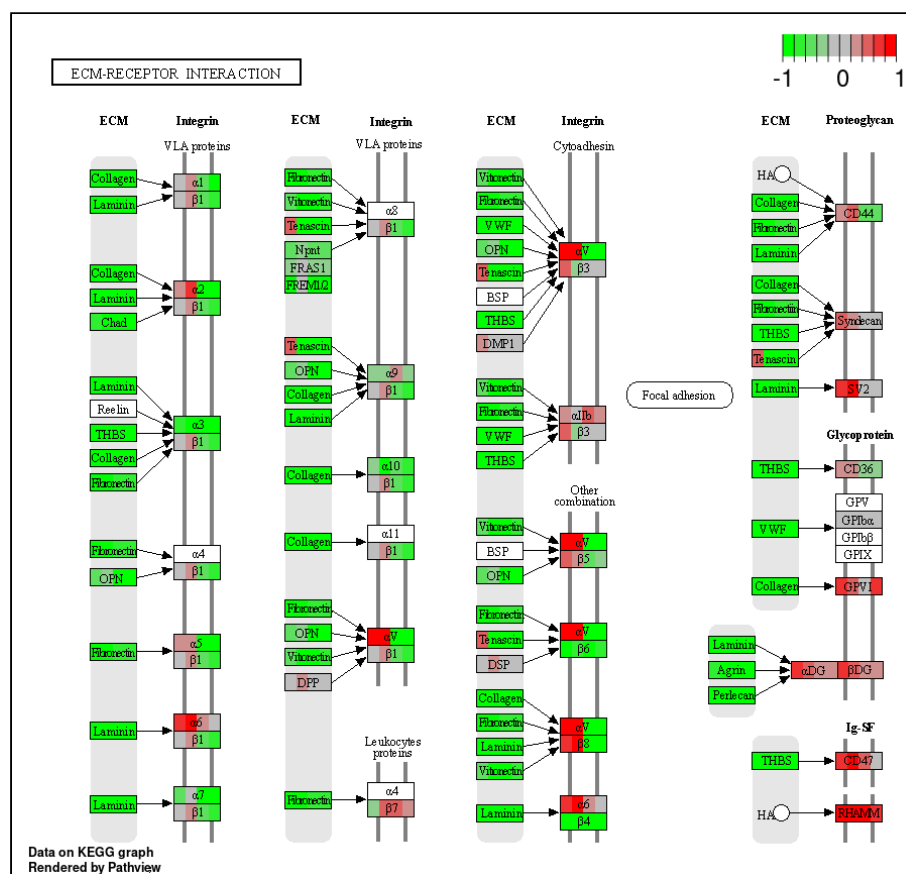 ECM-RECEPTOR INTERACTION
-1 0 1
ECM
Integrin
VLA proteins
Collagen
Laminin
α1
β1
Collagen
Laminin
Chad
α2
β1
Laminin
Reelin
THBS
Collagen
Fibronectin
α3
β1
Fibronectin
OPN
α4
β1
Fibronectin
α5
β1
Laminin
α6
β1
Laminin
α7
β1
ECM
Integrin
VLA proteins
Fibronectin
Vitronectin
Tenascin
Npnt
FRAS1
FREM1/2
α8
β1
Tenascin
OPN
Collagen
Laminin
α9
β1
Collagen
α10
β1
Collagen
α11
β1
Fibronectin
OPN
Vitronectin
DPP
αV
β1
Leukocytes
proteins
Fibronectin
α4
β7
ECM
Integrin
Cytoadhesin
Vitronectin
Fibronectin
VWF
OPN
Tenascin
BSP
THBS
DMP1
αV
β3
Vitronectin
Fibronectin
VWF
THBS
αIIb
β3
Other
combination
Vitronectin
BSP
OPN
αV
β5
Fibronectin
Tenascin
DSP
αV
β6
Collagen
Fibronectin
Laminin
Vitronectin
αV
β8
Laminin
α6
β4
Focal adhesion
ECM
Proteoglycan
HA
Collagen
Fibronectin
Laminin
CD44
Collagen
Fibronectin
THBS
Tenascin
Syndecan
Laminin
SV2
Glycoprotein
THBS
CD36
VWF
GPV
GPIbα
GPIbβ
GPIX
Collagen
GPVI
Laminin
Agrin
Perlecan
αDG
βDG
Ig-SF
THBS
CD47
HA
RHAMM
Data on KEGG graph
Rendered by Pathview